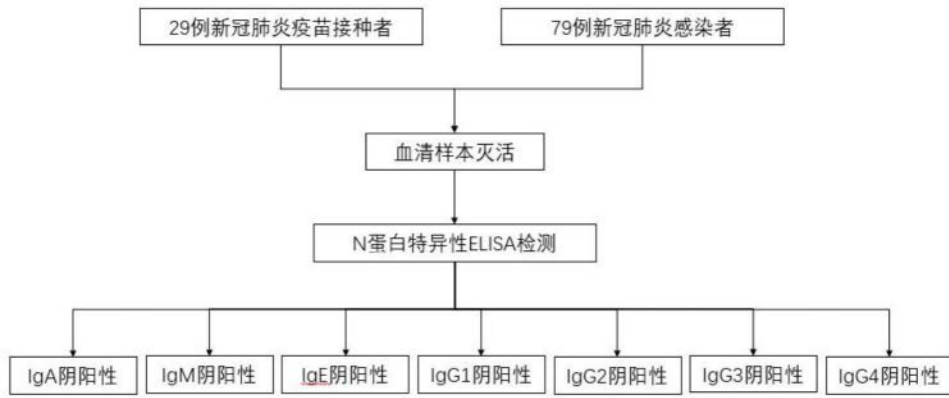 29例新冠肺炎疫苗接种者
79例新冠肺炎感染者
血清样本灭活
N蛋白特异性ELISA检测
IgA阴阳性
IgM阴阳性
IgE阴阳性
IgG1阴阳性
IgG2阴阳性
IgG3阴阳性
IgG4阴阳性